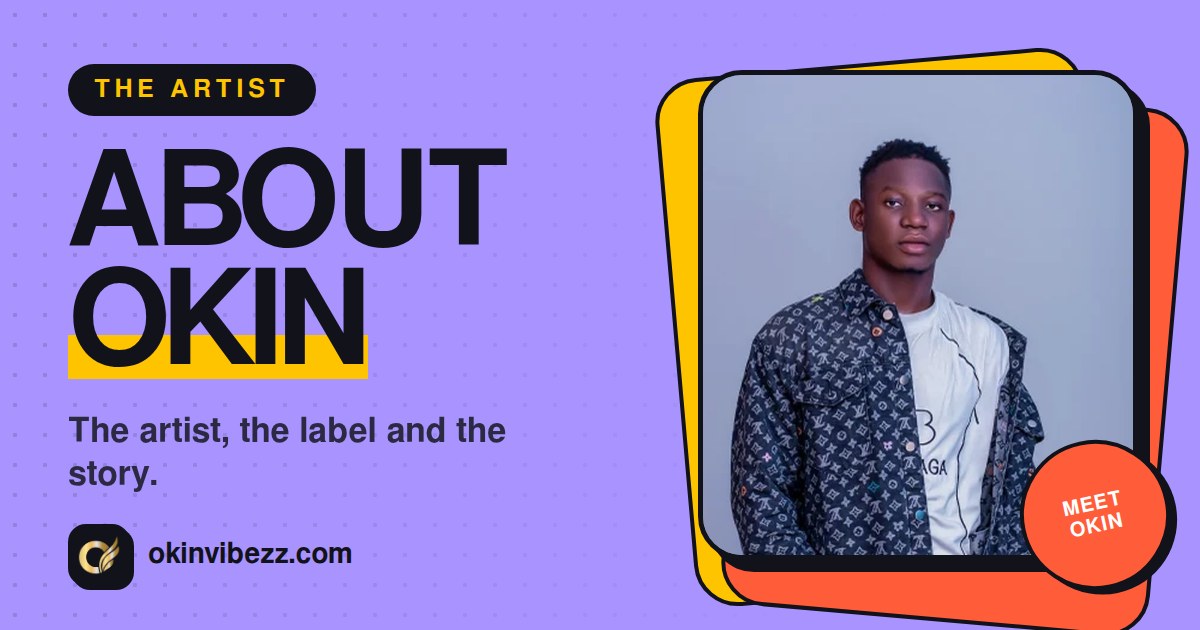 THE ARTIST
ABOUT
OKIN
The artist, the label and the
story.
okinvibezz.com
MEET
OKIN